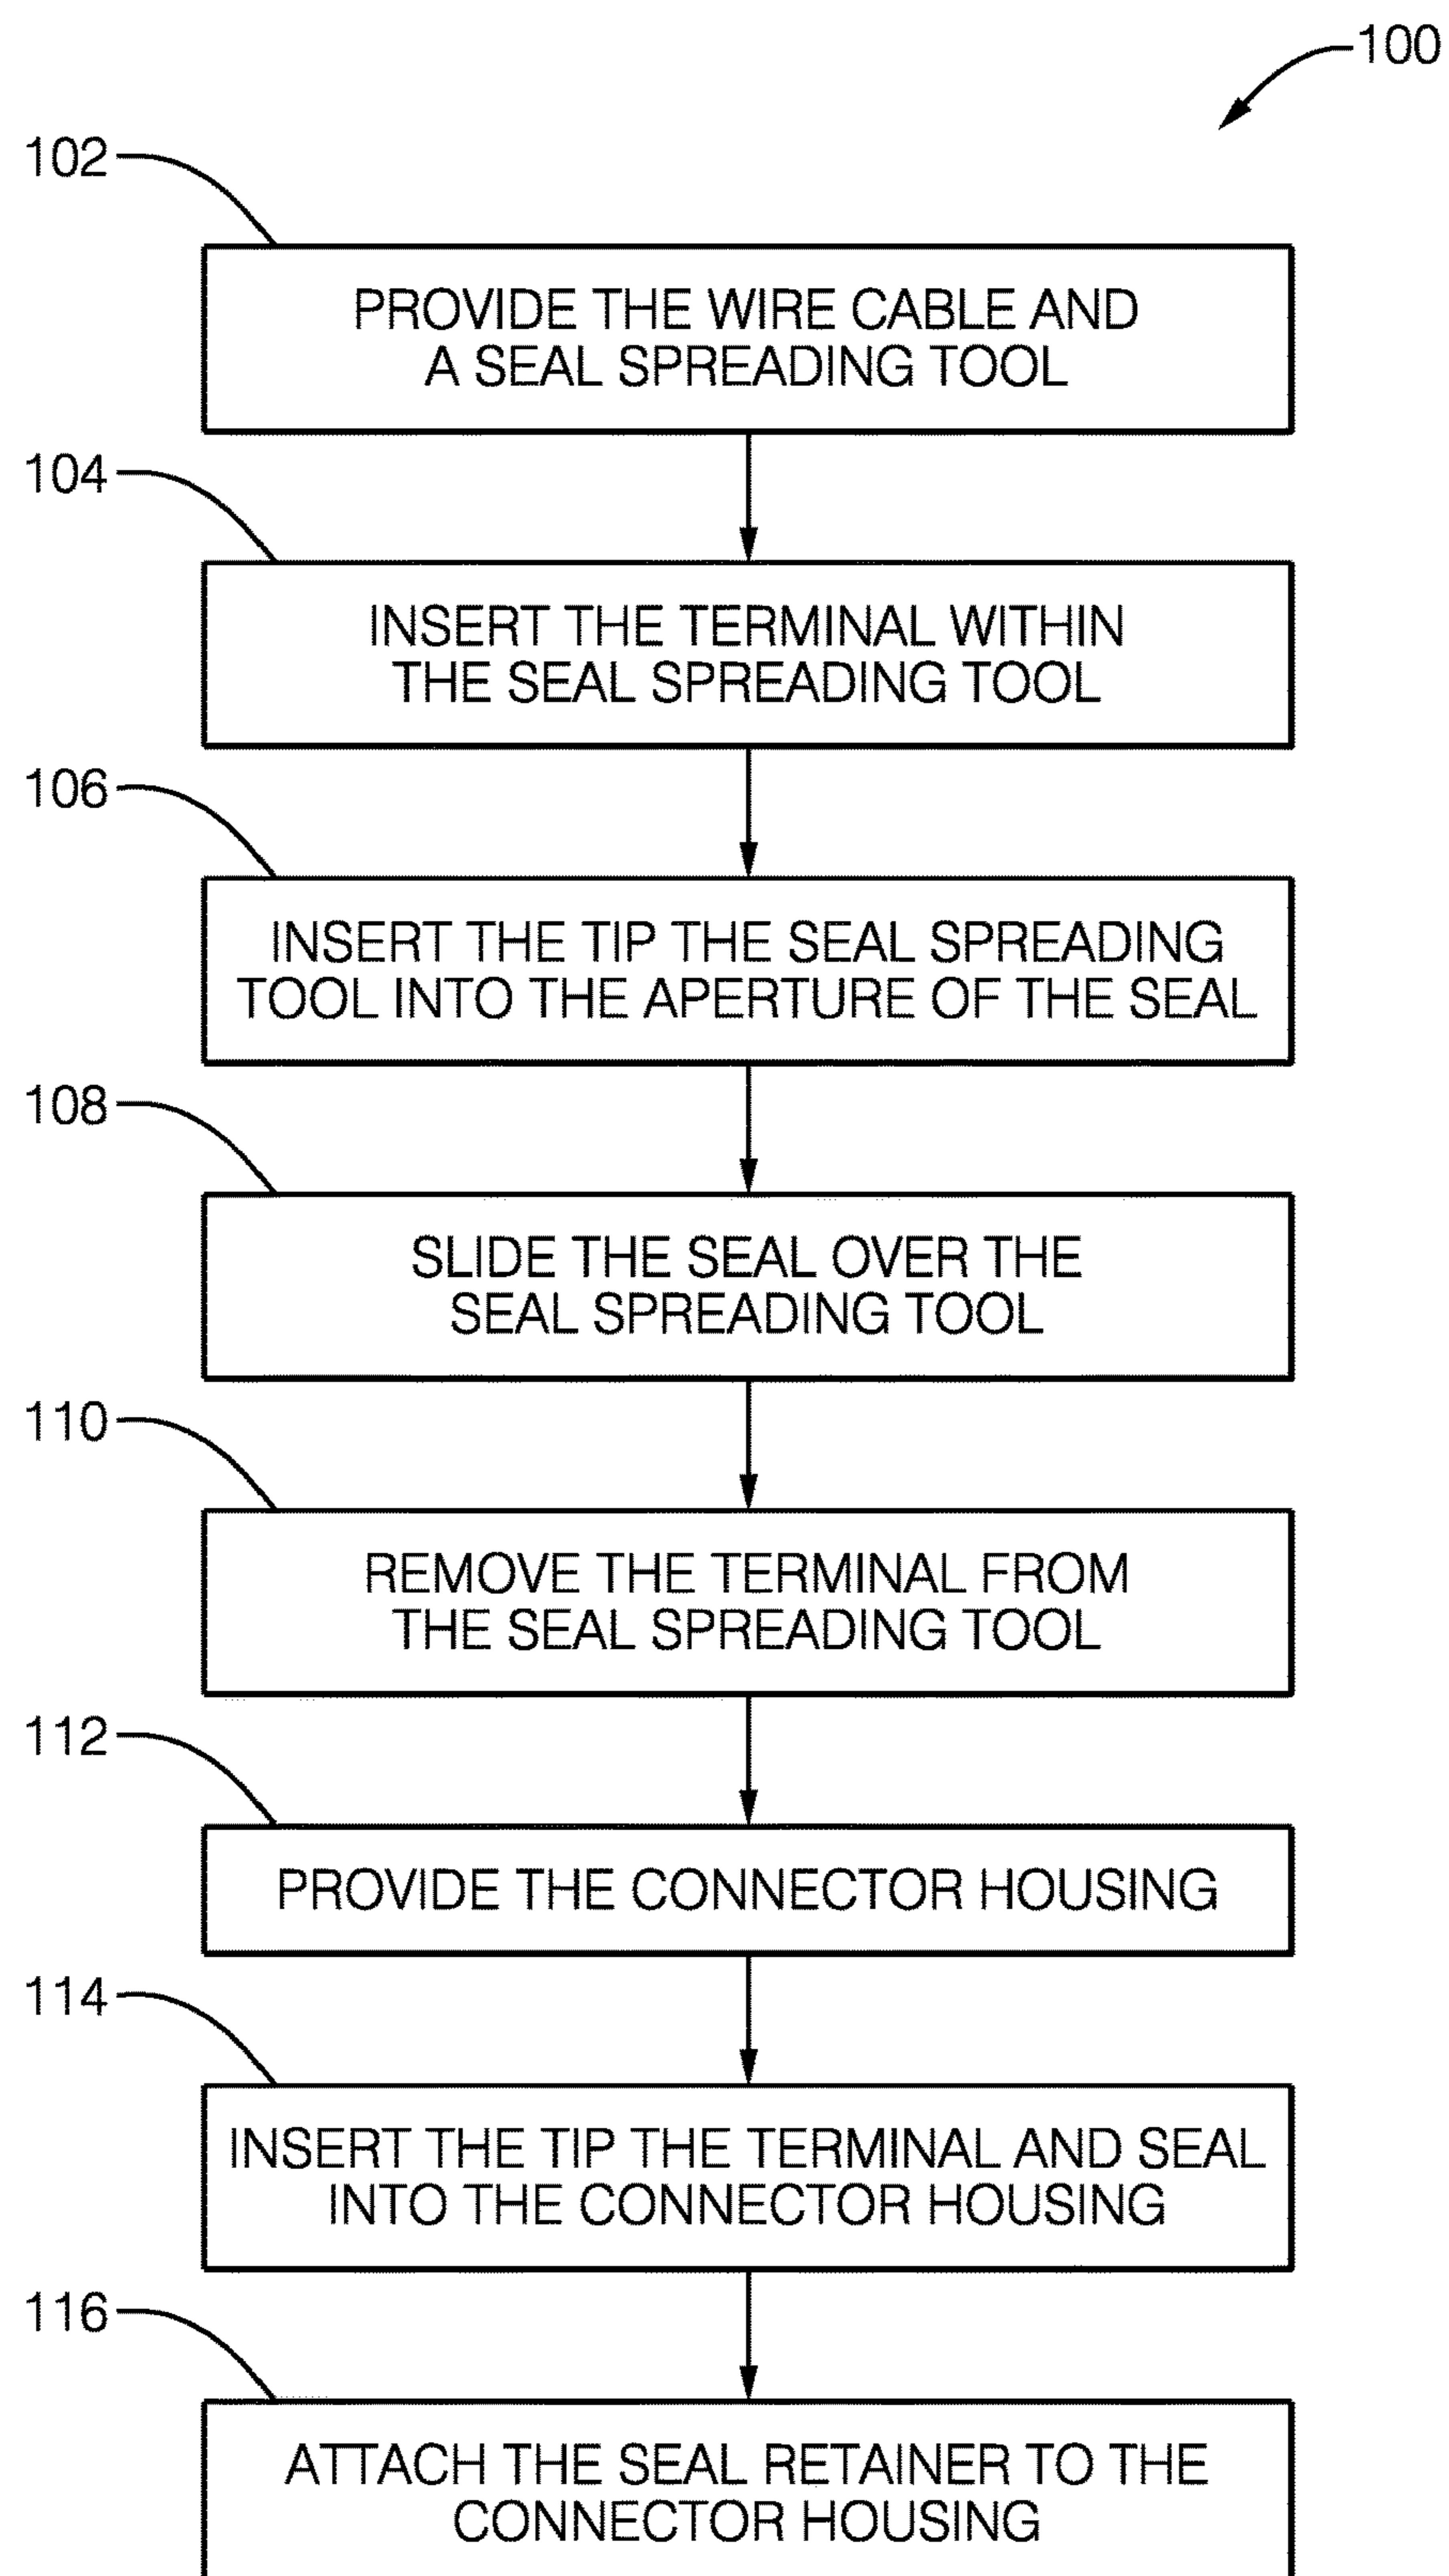 100
102
PROVIDE THE WIRE CABLE AND
A SEAL SPREADING TOOL
104
INSERT THE TERMINAL WITHIN
THE SEAL SPREADING TOOL
106
INSERT THE TIP THE SEAL SPREADING
TOOL INTO THE APERTURE OF THE SEAL
108
SLIDE THE SEAL OVER THE
SEAL SPREADING TOOL
110
REMOVE THE TERMINAL FROM
THE SEAL SPREADING TOOL
112
PROVIDE THE CONNECTOR HOUSING
114
INSERT THE TIP THE TERMINAL AND SEAL
INTO THE CONNECTOR HOUSING
116
ATTACH THE SEAL RETAINER TO THE
CONNECTOR HOUSING